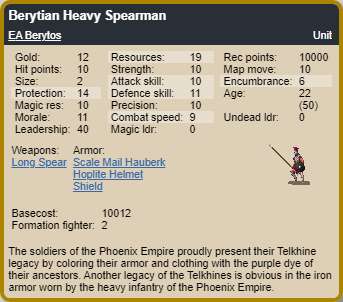 Berytian Heavy Spearman
EA Berytos Unit
Gold: 12 Resources: 19 Rec points: 10000
Hit points: 10 Strength: 10 Map move: 10
Size: 2 Attack skill: 10 Encumbrance: 6
Protection: 14 Defence skill: 11 Age: 22
Magic res: 10 Precision: 10 (50)
Morale: 11 Combat speed: 9 Undead ldr: 0
Leadership: 40 Magic ldr: 0
Weapons: Armor:
Long Spear Scale Mail Hauberk
Hoplite Helmet
Shield
Basecost: 10012
Formation fighter: 2
The soldiers of the Phoenix Empire proudly present their Telkhine
legacy by coloring their armor and clothing with the purple dye of
their ancestors. Another legacy of the Telkhines is obvious in the iron
armor worn by the heavy infantry of the Phoenix Empire.